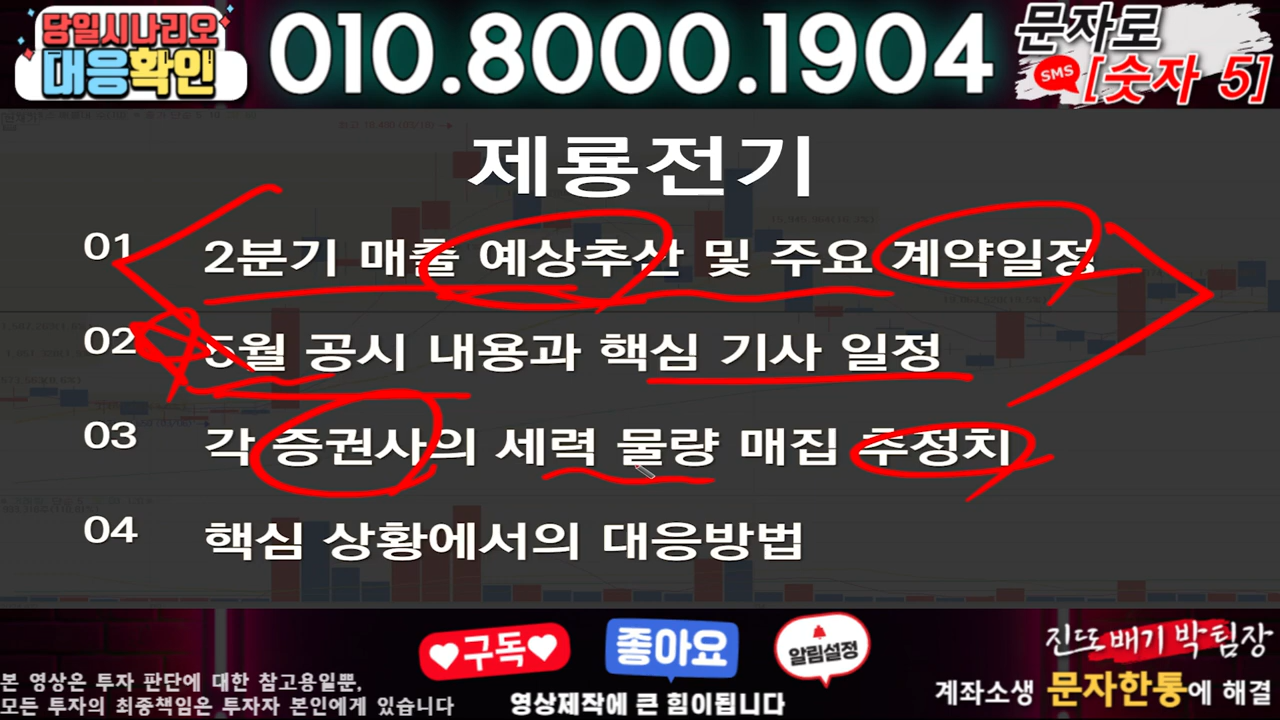 당일시나리오
대응확인
010.8000.1904
문자로
SMS
[숫자 5]
제룡전기
01
2분기 매출 예상추산 및 주요 계약일정
02
5월 공시 내용과 핵심 기사 일정
03
각 증권사의 세력 물량 매집 추정치
04
핵심 상황에서의 대응방법
구독
좋아요
알림설정
영상제작에 큰 힘이됩니다
본 영상은 투자 판단에 대한 참고용일뿐,
모든 투자의 최종책임은 투자자 본인에게 있습니다
진또배기 박팀장
계좌소생 문자한통에 해결